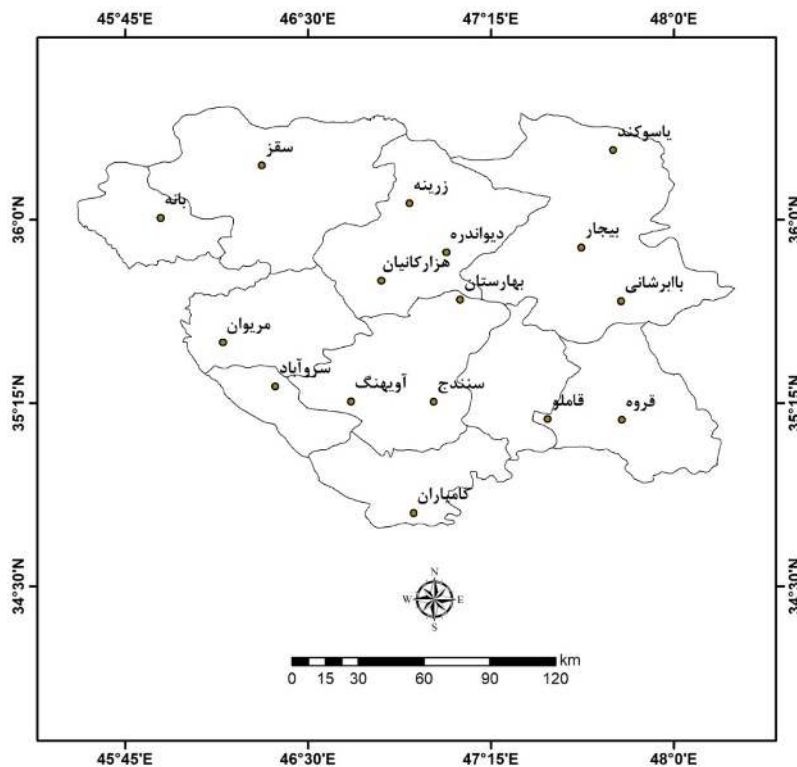 45°45'E 46°30'E 47°15'E 48°0'E
یاسوکند
سقز
زرینه
بانه
36°0'N 36°0'N
دیواندره
بیجار
هزارکانیان
بهارستان
باابرشانی
مریوان
سروآباد
آویهنگ
سنندج
قاملو
قروه
35°15'N 35°15'N
کامیاران
34°30'N 34°30'N
N
W E
S
km
0 15 30 60 90 120
45°45'E 46°30'E 47°15'E 48°0'E